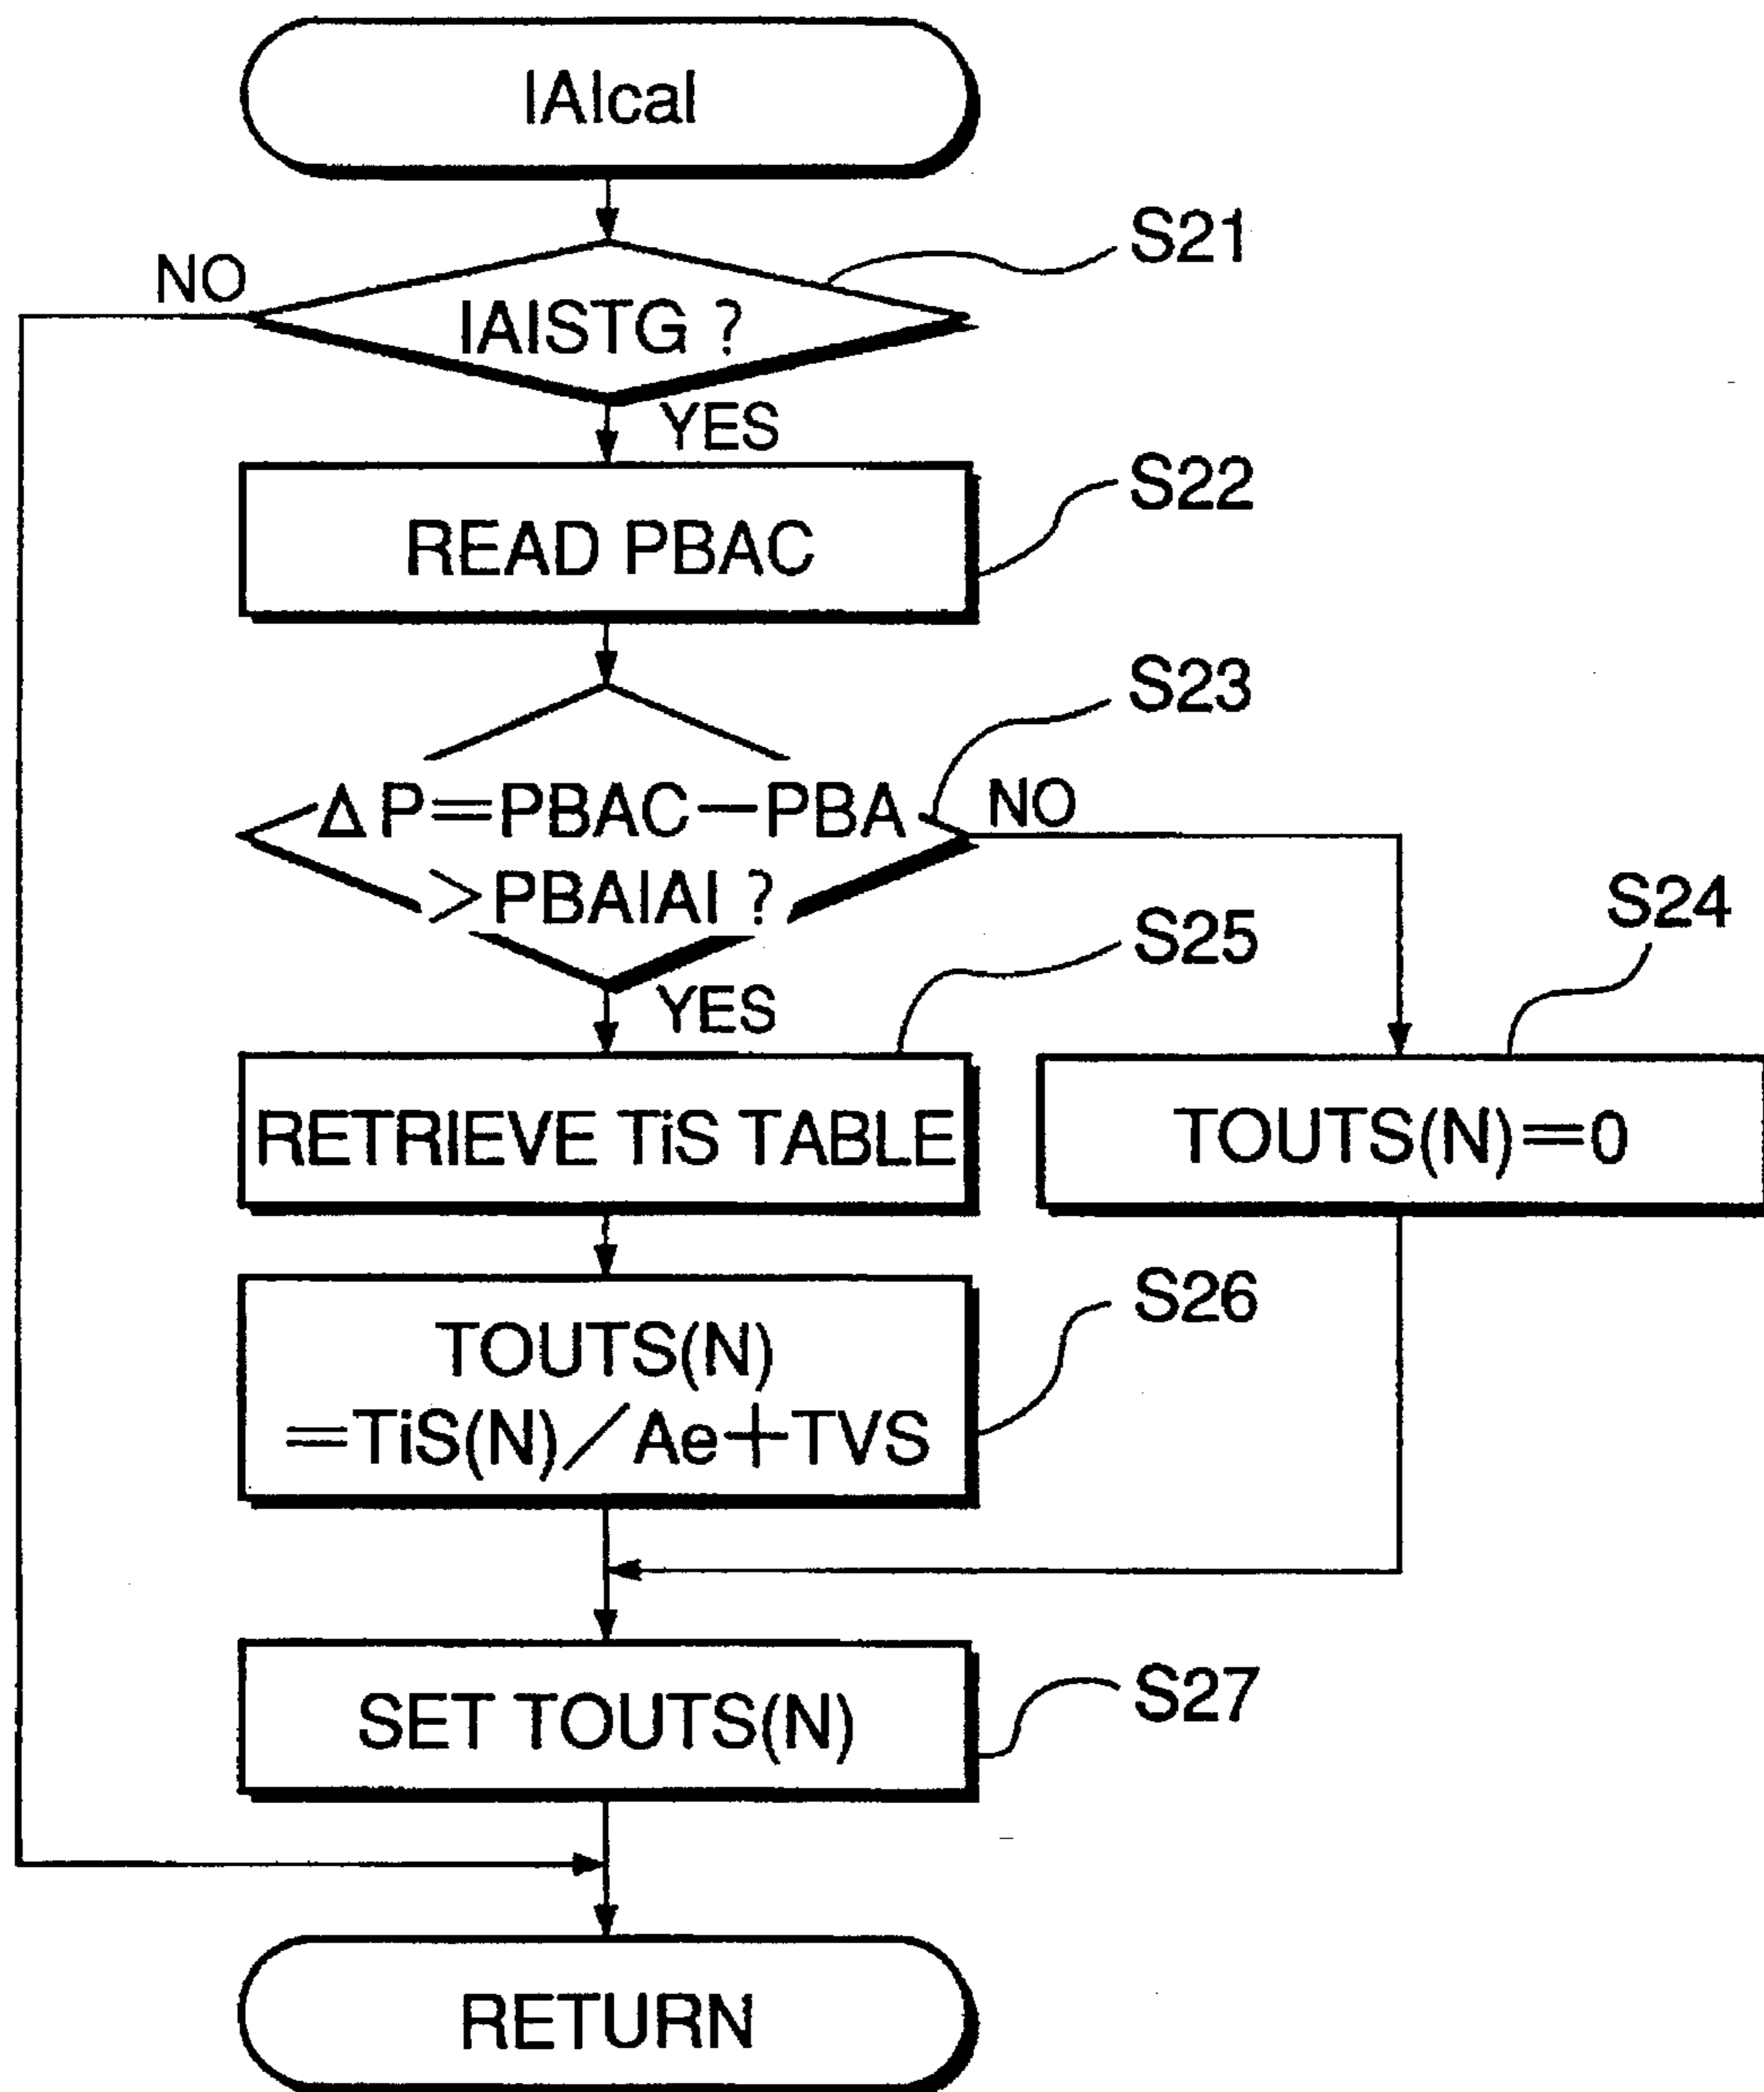 IAIcal
S21
NO
IAISTG ?
YES
S22
READ PBAC
S23
ΔP=PBAC-PBA
NO
>PBAIAI ?
S24
S25
YES
RETRIEVE TiS TABLE
TOUTS(N)=0
S26
TOUTS(N)
=TiS(N)/Ae+TVS
S27
SET TOUTS(N)
RETURN